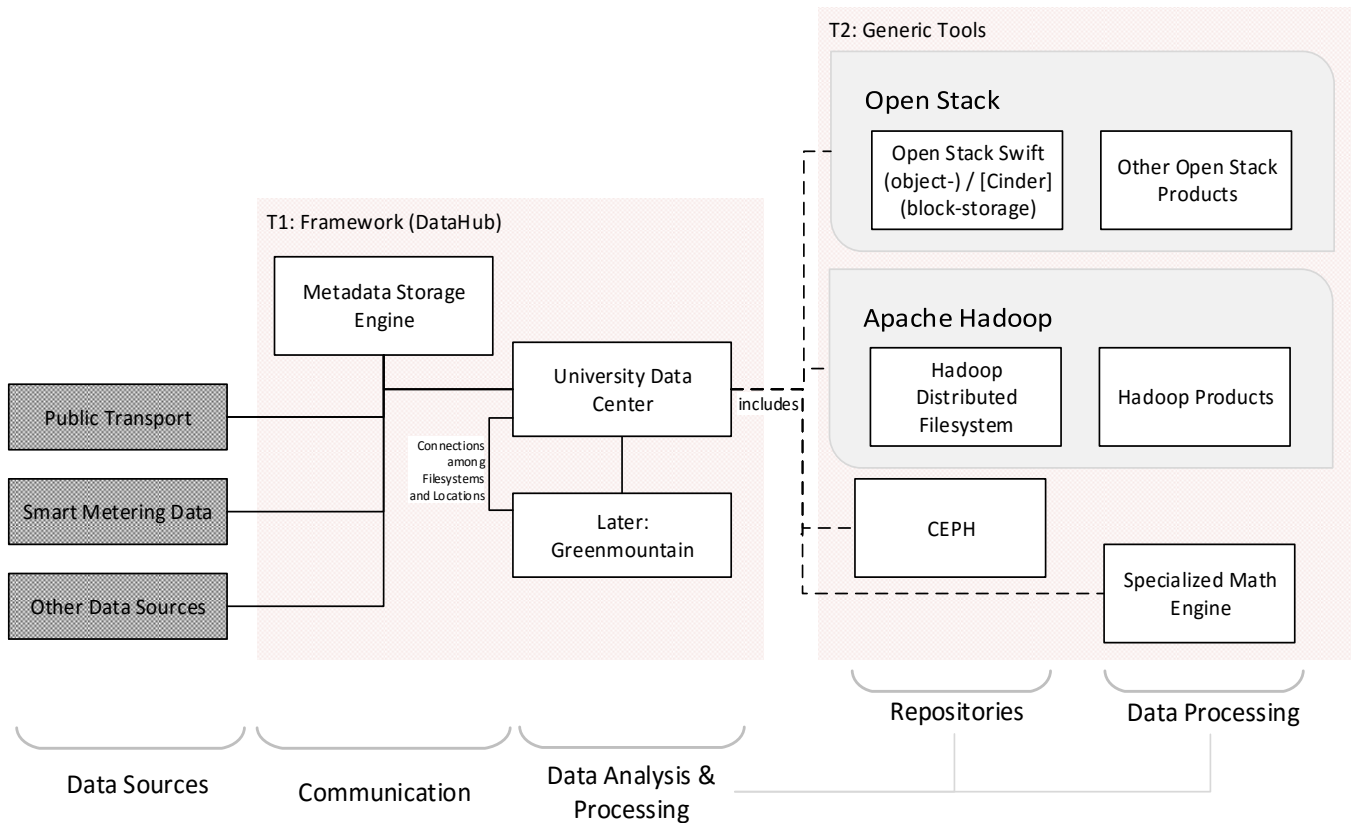 T2: Generic Tools
Open Stack
Open Stack Swift
(object-) / [Cinder]
(block-storage)
Other Open Stack
Products
T1: Framework (DataHub)
Metadata Storage
Engine
Apache Hadoop
Hadoop
Distributed
Filesystem
Hadoop Products
University Data
Center
includes
Public Transport
Connections
among
Filesystems
and Locations
Smart Metering Data
Later:
Greenmountain
CEPH
Other Data Sources
Specialized Math
Engine
Repositories
Data Processing
Data Sources
Communication
Data Analysis &
Processing